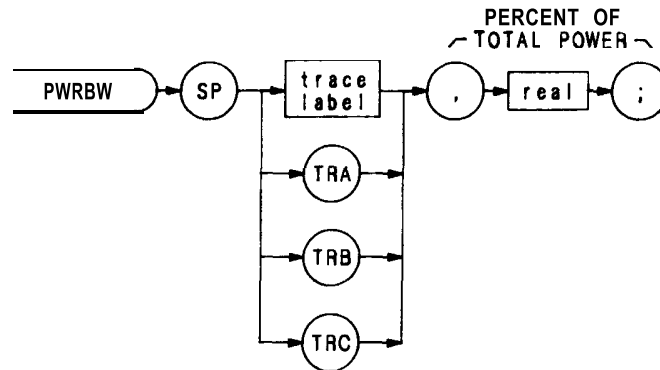 PERCENT OF
TOTAL POWER
PWRBW SP trace label , real ;
TRA
TRB
TRC